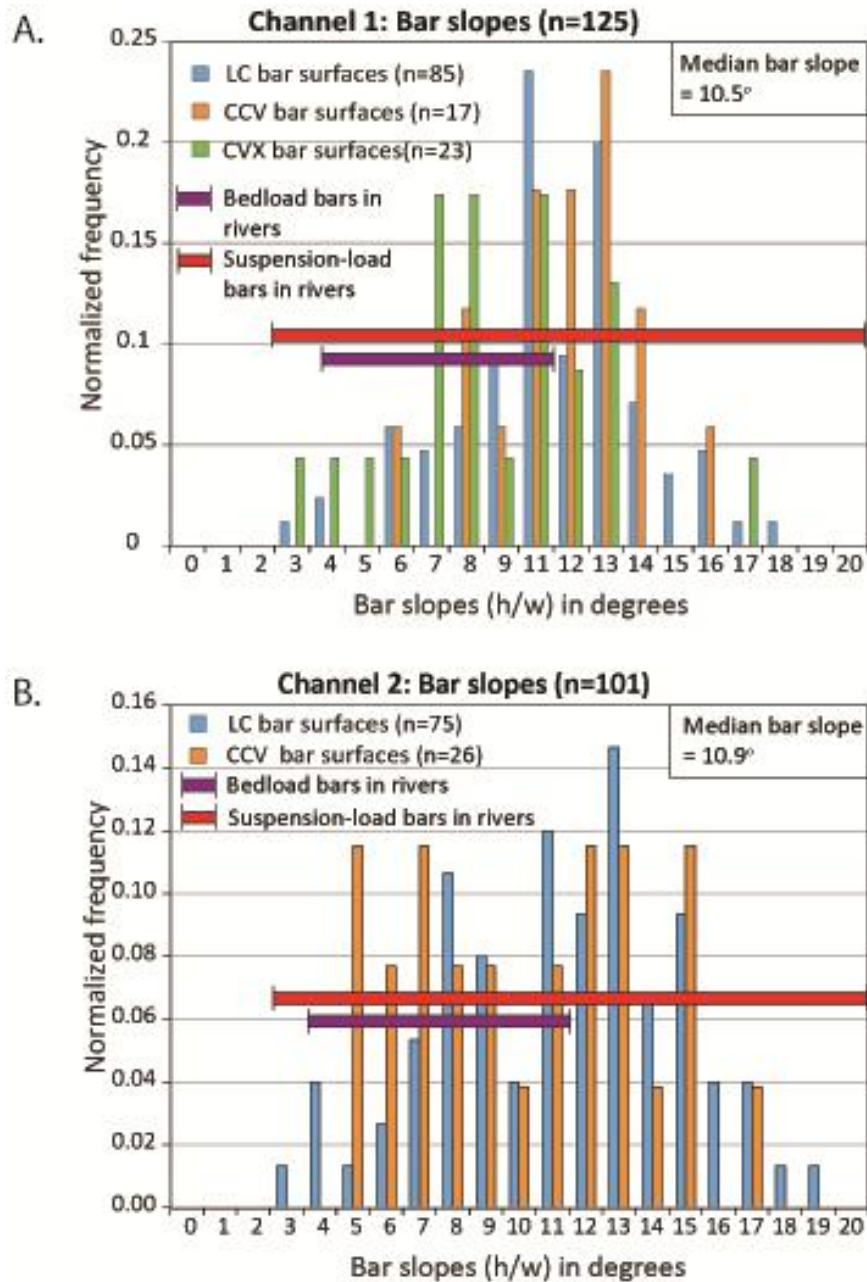 A.
Channel 1: Bar slopes (n=125)
0.25
0.2
0.15
0.1
0.05
0
Normalized frequency
LC bar surfaces (n=85)
CCV bar surfaces (n=17)
CVX bar surfaces(n=23)
Bedload bars in
rivers
Suspension-load
bars in rivers
Median bar slope
= 10.5°
0 1 2 3 4 5 6 7 8 9 11 12 13 14 15 16 17 18 19 20
Bar slopes (h/w) in degrees
B.
Channel 2: Bar slopes (n=101)
0.16
0.14
0.12
0.10
0.08
0.06
0.04
0.02
0.00
Normalized frequency
LC bar surfaces (n=75)
CCV bar surfaces (n=26)
Bedload bars in rivers
Suspension-load bars in rivers
Median bar slope
= 10.9°
0 1 2 3 4 5 6 7 8 9 10 11 12 13 14 15 16 17 18 19 20
Bar slopes (h/w) in degrees